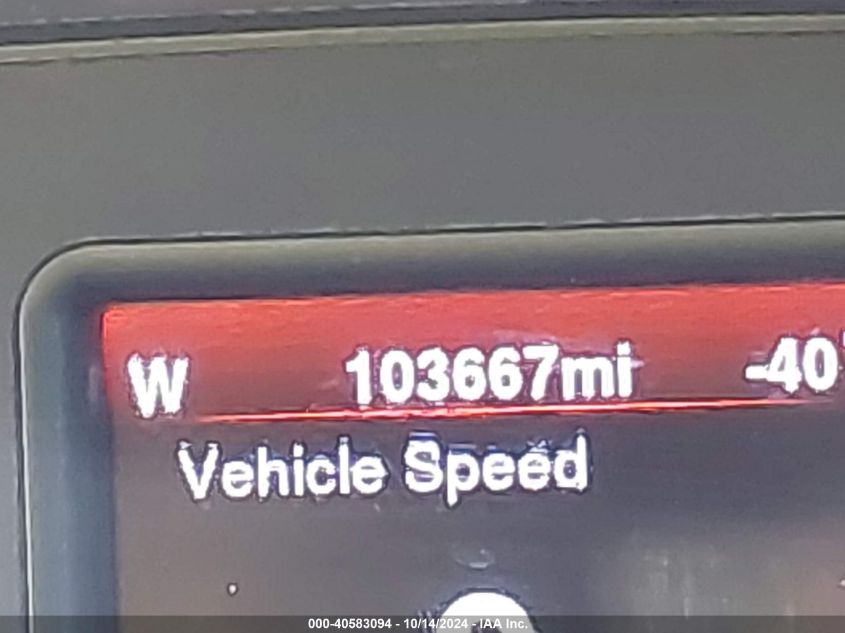 W 103667mi -40°
Vehicle Speed
000-40583094 - 10/14/2024 - IAA Inc.